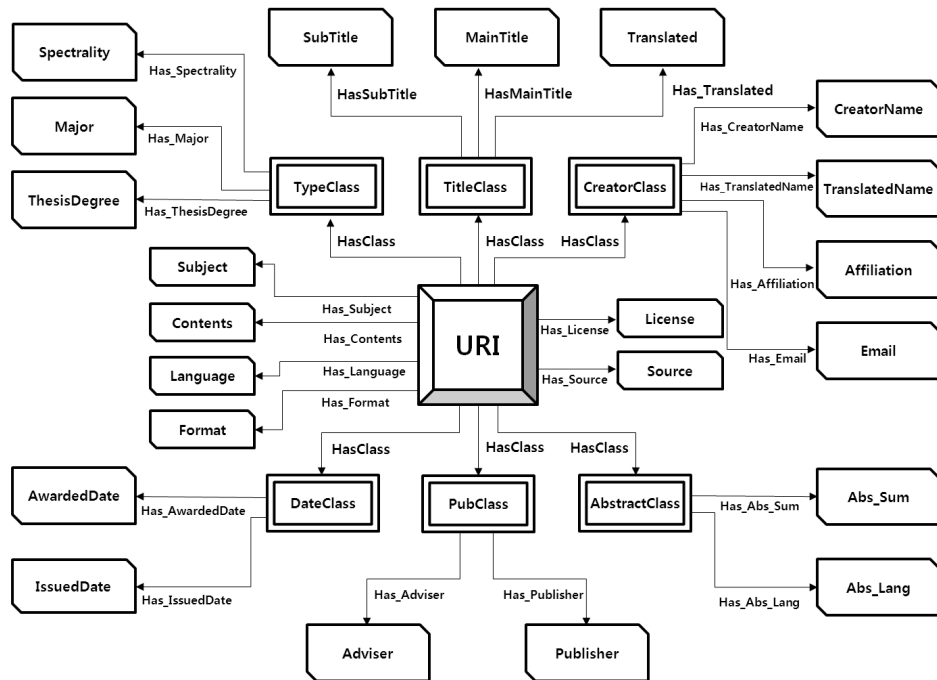 SubTitle
MainTitle
Translated
Spectrality
Has_Spectrality
HasSubTitle
HasMainTitle
Has_Translated
CreatorName
Has_CreatorName
Major
Has_Major
TypeClass
TitleClass
CreatorClass
Has_TranslatedName
TranslatedName
ThesisDegree
Has_ThesisDegree
HasClass
HasClass
HasClass
Subject
Has_Subject
Affiliation
Has_Affiliation
Contents
Has_Contents
URI
Has_License
License
Email
Has_Email
Language
Has_Language
Has_Source
Source
Format
Has_Format
HasClass
HasClass
HasClass
AwardedDate
Has_AwardedDate
DateClass
PubClass
AbstractClass
Has_Abs_Sum
Abs_Sum
IssuedDate
Has_IssuedDate
Has_Adviser
Has_Publisher
Has_Abs_Lang
Abs_Lang
Adviser
Publisher